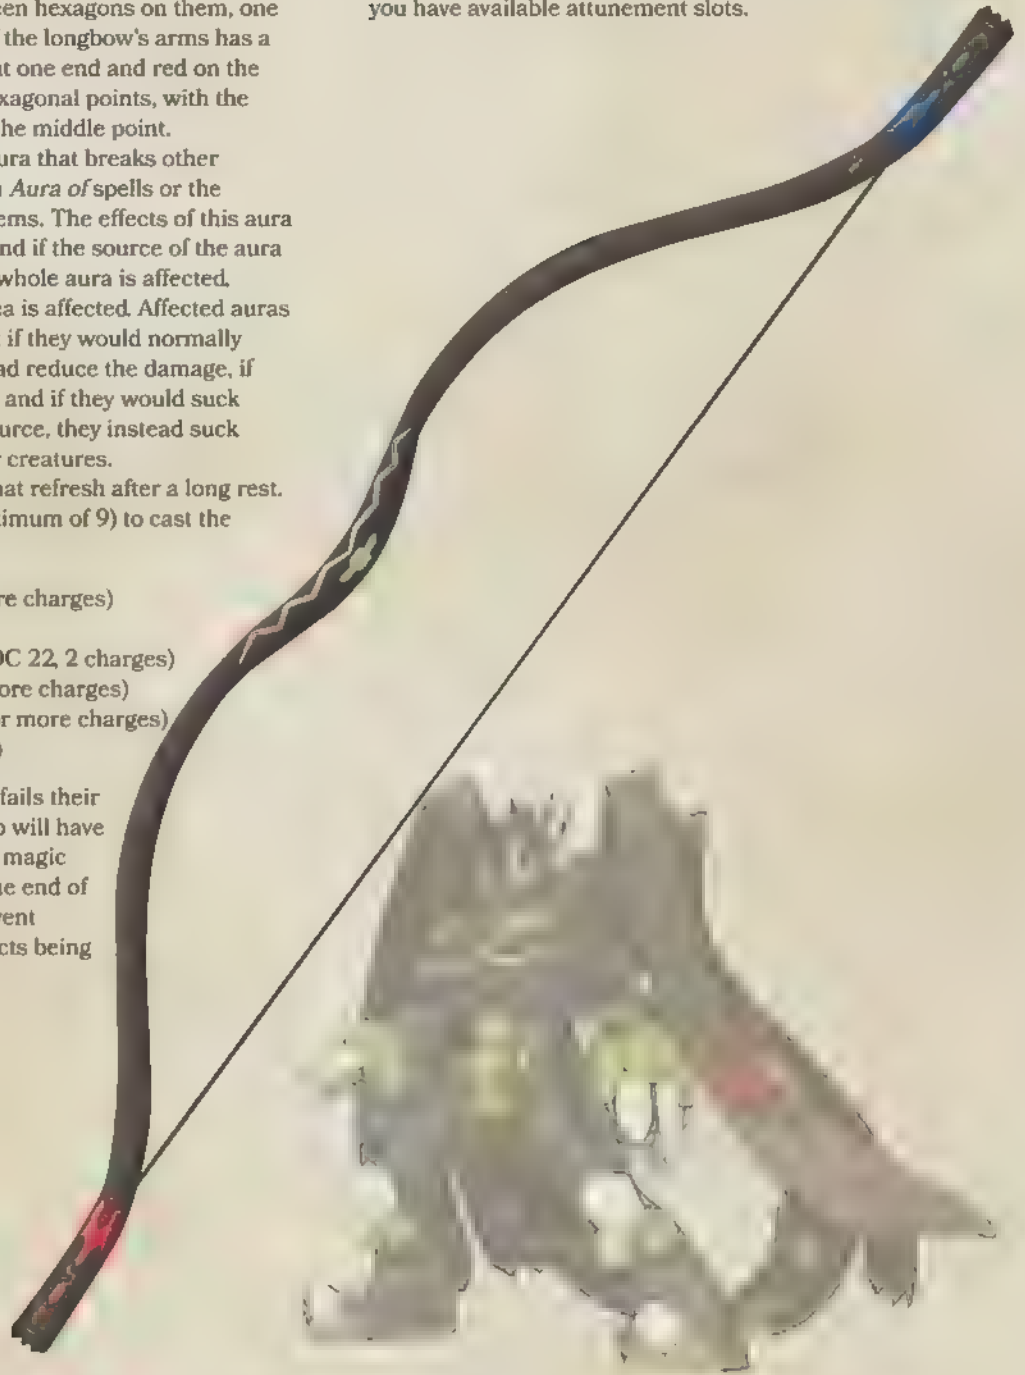 en hexagons on them, one
the longbow's arms has a
at one end and red on the
xagonal points, with the
he middle point.
ura that breaks other
Aura of spells or the
ems. The effects of this aura
nd if the source of the aura
whole aura is affected.
ea is affected. Affected auras
if they would normally
ad reduce the damage, if
and if they would suck
urce, they instead suck
creatures.
hat refresh after a long rest.
imum of 9) to cast the
re charges)
DC 22, 2 charges)
ore charges)
r more charges)
)
fails their
will have
magic
e end of
vent
cts being
you have available attunement slots.